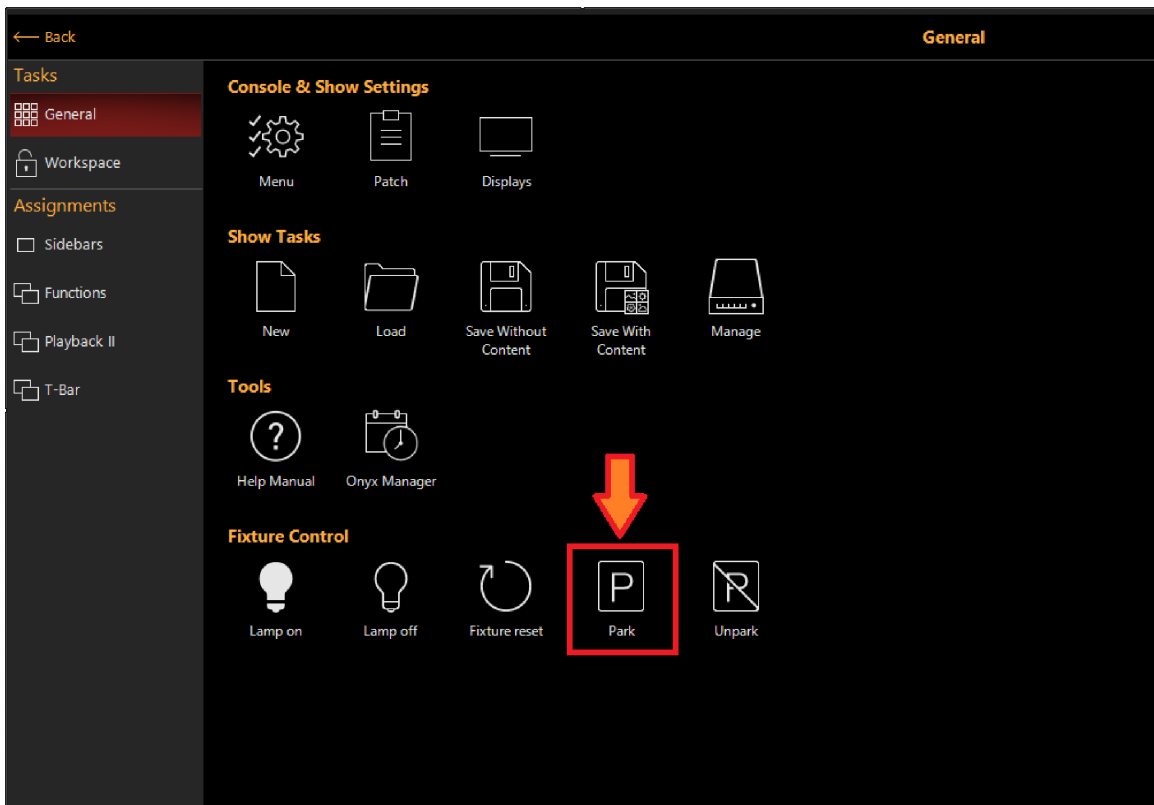 Back
General
Tasks
General
Workspace
Assignments
Sidebars
Functions
Playback II
T-Bar
Console & Show Settings
Menu
Patch
Displays
Show Tasks
New
Load
Save Without
Content
Save With
Content
Manage
Tools
?
Help Manual
Onyx Manager
Fixture Control
Lamp on
Lamp off
Fixture reset
P
Park
P
Unpark